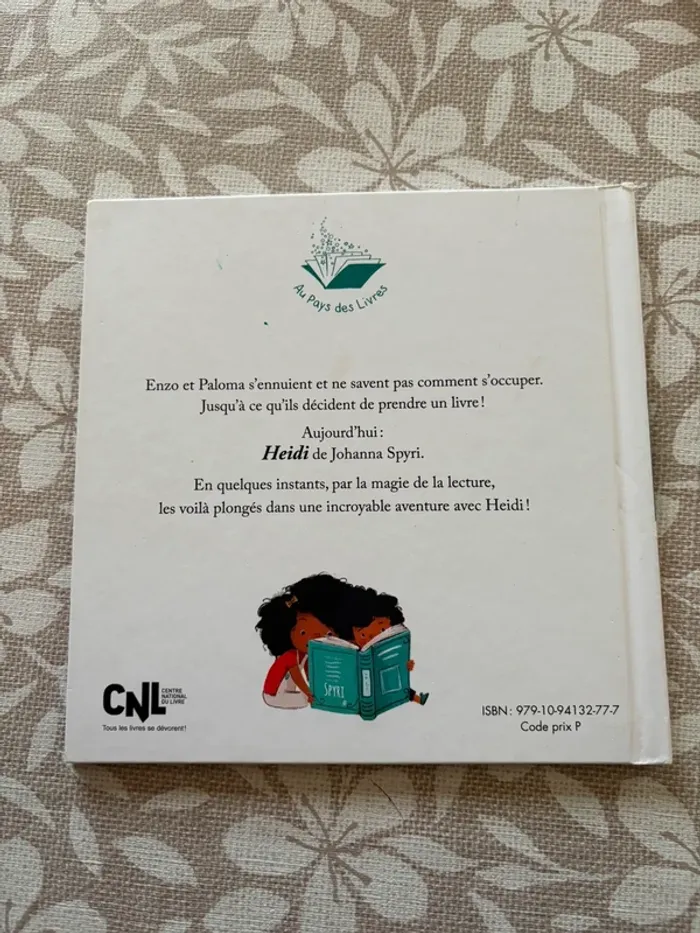 Au Pays des Livres
Enzo et Paloma s'ennuient et ne savent pas comment s'occuper.
Jusqu'à ce qu'ils décident de prendre un livre !
Aujourd'hui :
Heidi de Johanna Spyri.
En quelques instants, par la magie de la lecture,
les voilà plongés dans une incroyable aventure avec Heidi !
SPYRI
CNL CENTRE
NATIONAL
DU LIVRE
Tous les livres se dévorent !
ISBN : 979-10-94132-77-7
Code prix P